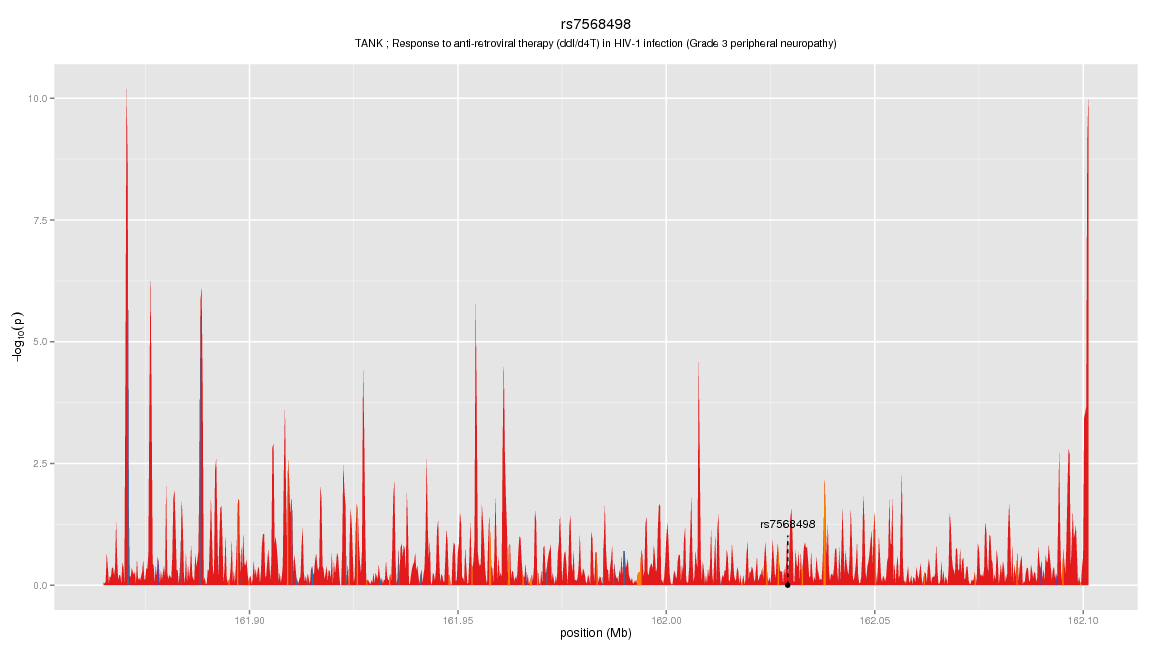 rs7568498
TANK ; Response to anti-retroviral therapy (ddI/d4T) in HIV-1 infection (Grade 3 peripheral neuropathy)
10.0
7.5
5.0
2.5
0.0
−log10(p)
rs7568498
161.90 161.95 162.00 162.05 162.10
position (Mb)